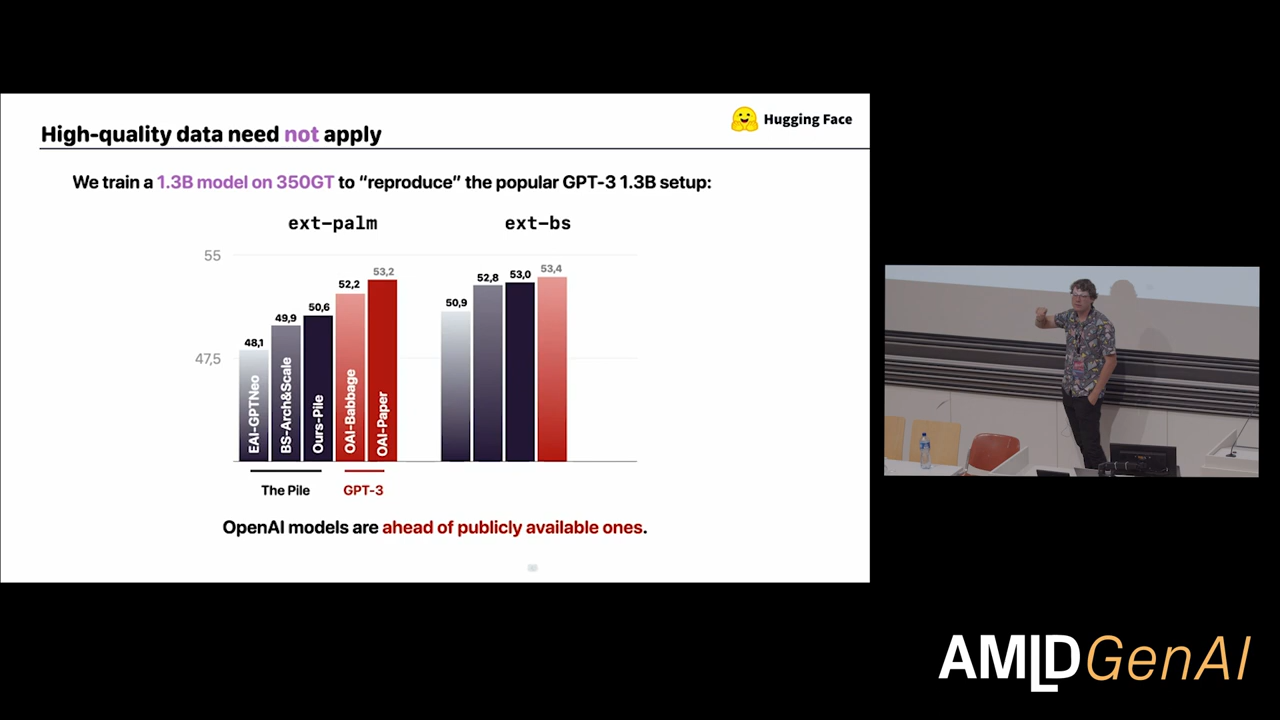 High-quality data need not apply
Hugging Face
We train a 1.3B model on 350GT to “reproduce” the popular GPT-3 1.3B setup:
ext-palm
ext-bs
55
47,5
48,1
49,9
50,6
52,2
53,2
50,9
52,8
53,0
53,4
EAI-GPTNeo
BS-Arch&Scale
Ours-Pile
OAI-Babbage
OAI-Paper
The Pile
GPT-3
OpenAI models are ahead of publicly available ones.
AMLD GenAI